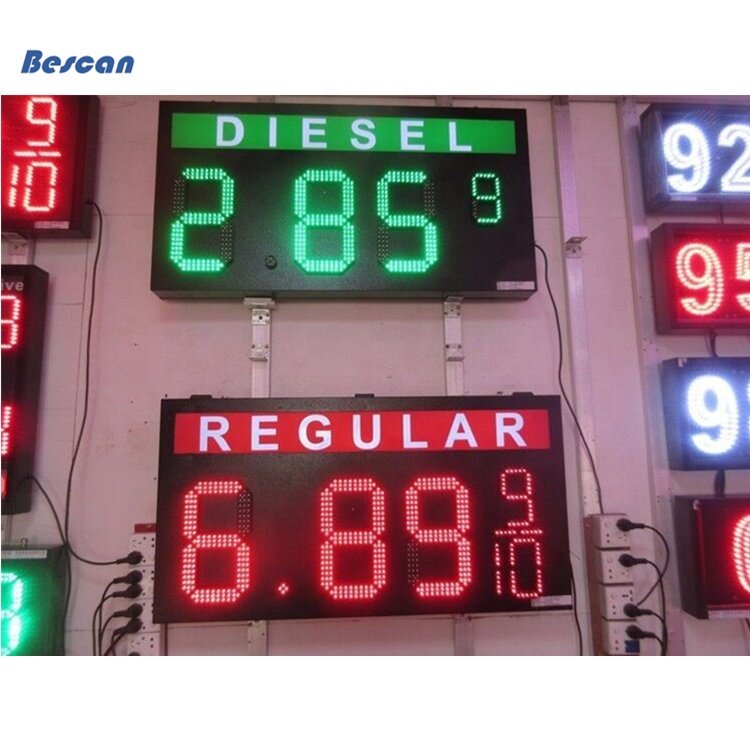 Bescan
9/10
DIESEL
2 85 9
92
95
REGULAR
6.89 9/10